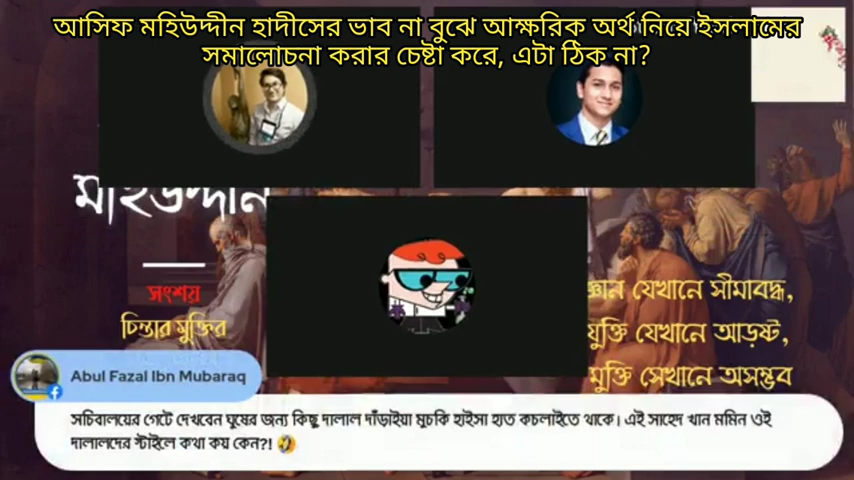 আসিফ মহিউদ্দীন হাদীসের ভাব না বুঝে আক্ষরিক অর্থ নিয়ে ইসলামের
সমালোচনা করার চেষ্টা করে, এটা ঠিক না?
মহিউদ্দীন
সংশয়
চিন্তার মুক্তির
জ্ঞান যেখানে সীমাবদ্ধ,
যুক্তি যেখানে আড়ষ্ট,
মুক্তি সেখানে অসম্ভব
Abul Fazal Ibn Mubaraq
সচিবালয়ের গেটে দেখবেন ঘুষের জন্য কিছু দালাল দাঁড়াইয়া মুচকি হাইসা হাত কচলাইতে থাকে। এই সাহেদ খান মমিন ওই
দালালদের স্টাইলে কথা কয় কেন?! 🤣